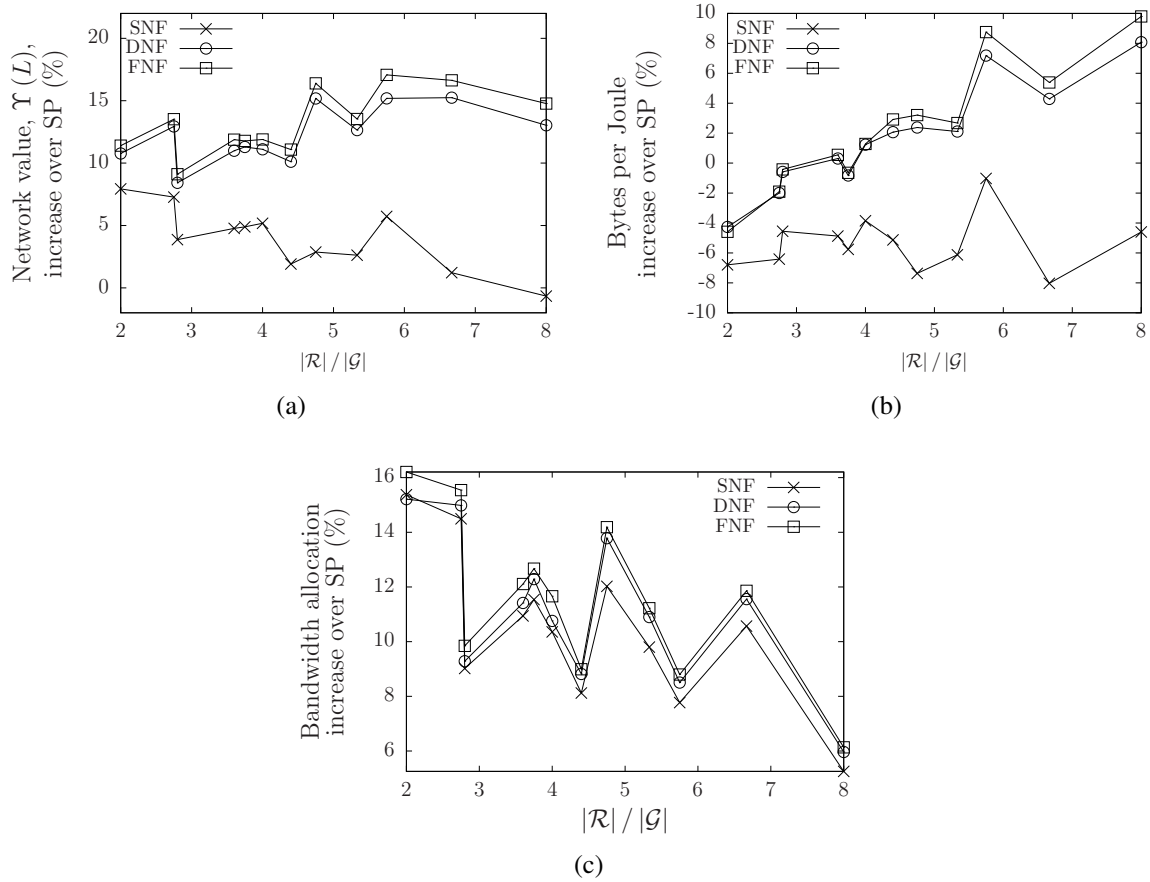 Network value, Υ (L),
increase over SP (%)
20
15
10
5
0
SNF
DNF
FNF
2 3 4 5 6 7 8
|R| / |G|
(a)
Bytes per Joule
increase over SP (%)
10
8
6
4
2
0
-2
-4
-6
-8
-10
SNF
DNF
FNF
2 3 4 5 6 7 8
|R| / |G|
(b)
Bandwidth allocation
increase over SP (%)
16
14
12
10
8
6
SNF
DNF
FNF
2 3 4 5 6 7 8
|R| / |G|
(c)